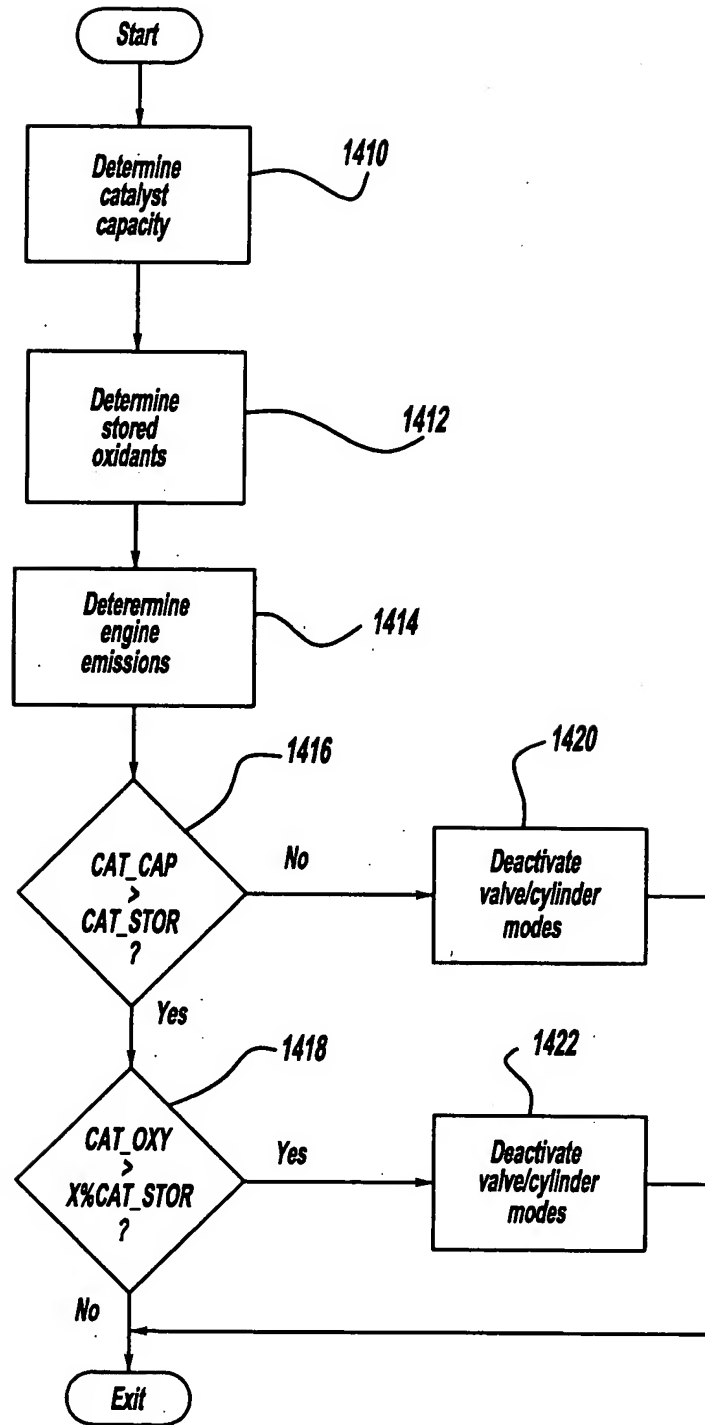 Start
Determine
catalyst
capacity
1410
Determine
stored
oxidants
1412
Deterermine
engine
emissions
1414
1416
CAT_CAP
>
CAT_STOR
?
No
1420
Deactivate
valve/cylinder
modes
Yes
1418
CAT_OXY
>
X%CAT_STOR
?
Yes
1422
Deactivate
valve/cylinder
modes
No
Exit